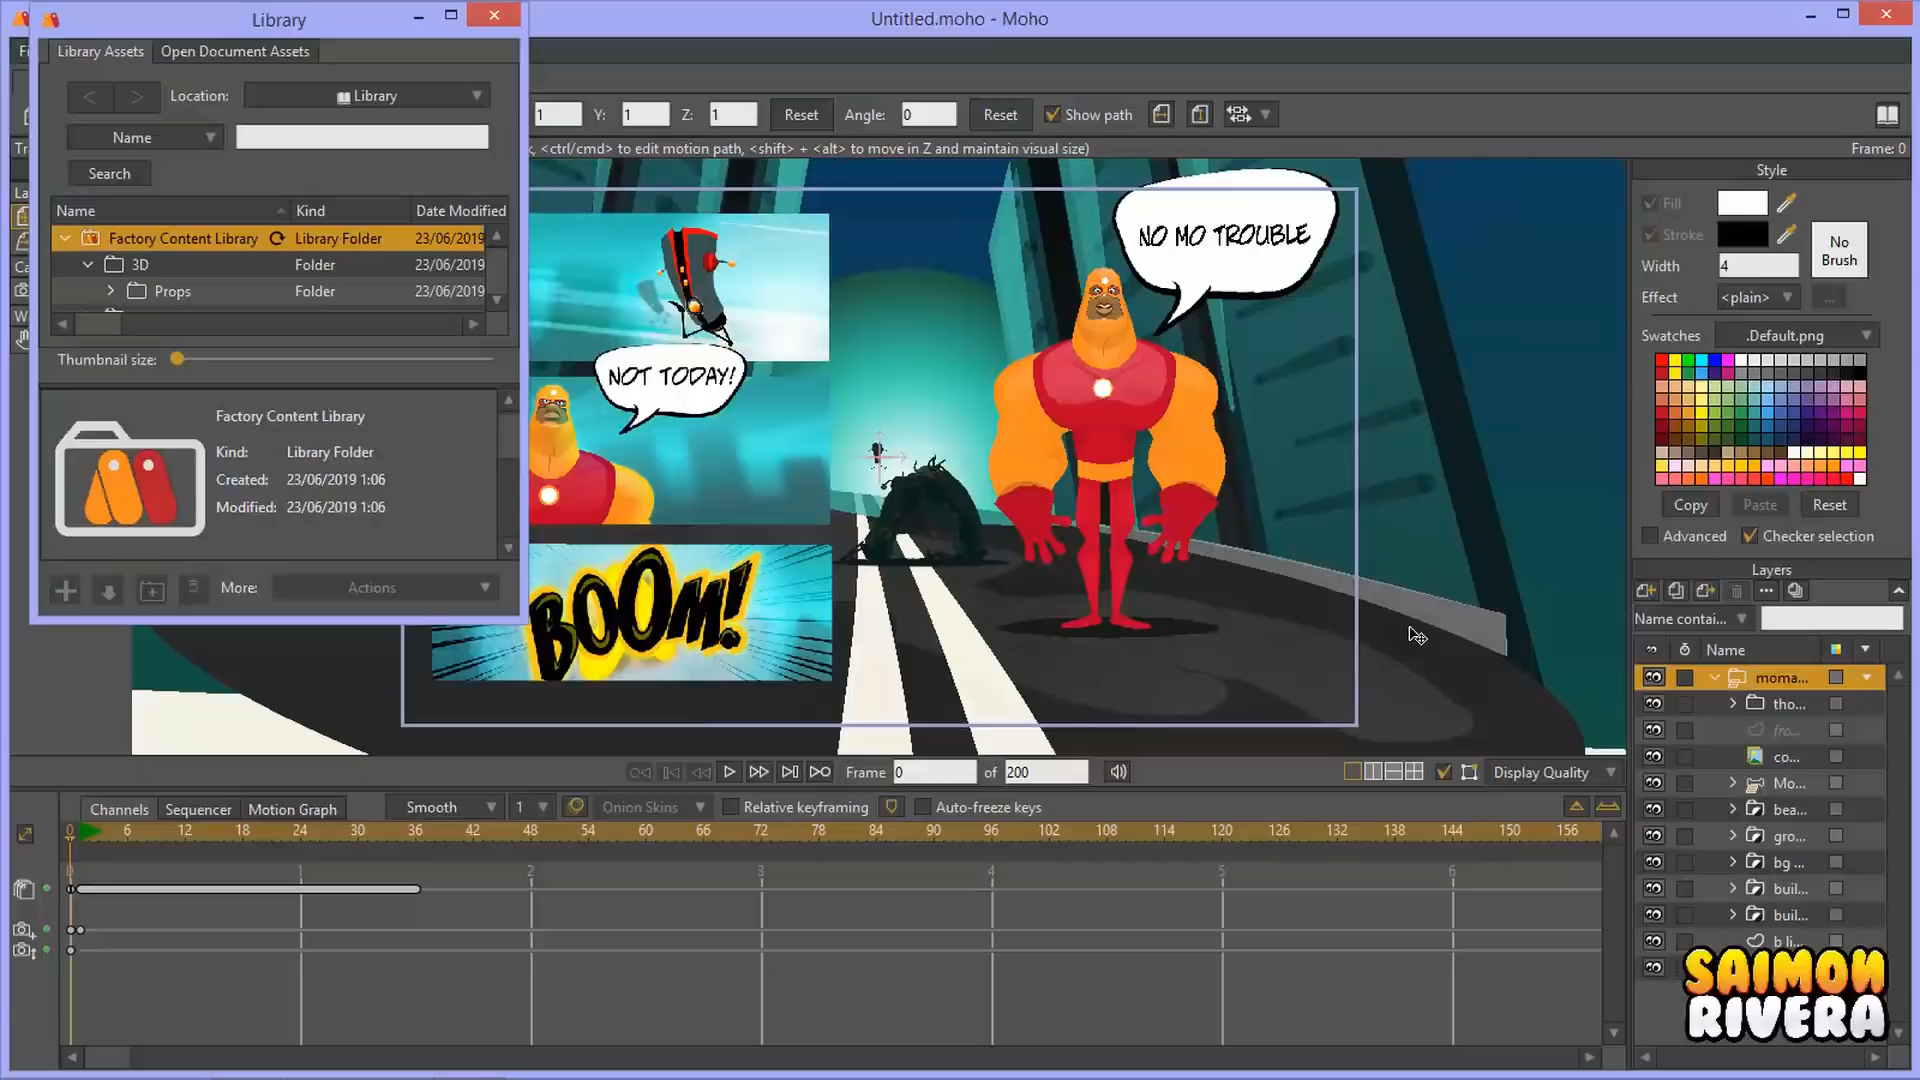 Library
Untitled.moho - Moho
Library Assets
Open Document Assets
Location:
Library
Name
Search
1
Y:
1
Z:
1
Reset
Angle:
0
Reset
Show path
<ctrl/cmd> to edit motion path, <shift> + <alt> to move in Z and maintain visual size)
Frame: 0
Name
Kind
Date Modified
Factory Content Library
Library Folder
23/06/2019
3D
Folder
23/06/2019
Props
Folder
23/06/2019
Thumbnail size:
Factory Content Library
Kind:
Library Folder
Created:
23/06/2019 1:06
Modified:
23/06/2019 1:06
More:
Actions
NO MO TROUBLE
NOT TODAY!
BOOM!
Style
Fill
Stroke
No
Brush
Width
4
Effect
<plain>
...
Swatches
.Default.png
Copy
Paste
Reset
Advanced
Checker selection
Layers
Name contai...
Name
moma...
tho...
fro...
co...
Mo...
bea...
gro...
bg ...
buil...
buil...
b li...
SAIMON
RIVERA
Frame
0
of
200
Display Quality
Channels
Sequencer
Motion Graph
Smooth
1
Onion Skins
Relative keyframing
Auto-freeze keys
0 6 12 18 24 30 36 42 48 54 60 66 72 78 84 90 96 102 108 114 120 126 132 138 144 150 156
0 1 2 3 4 5 6